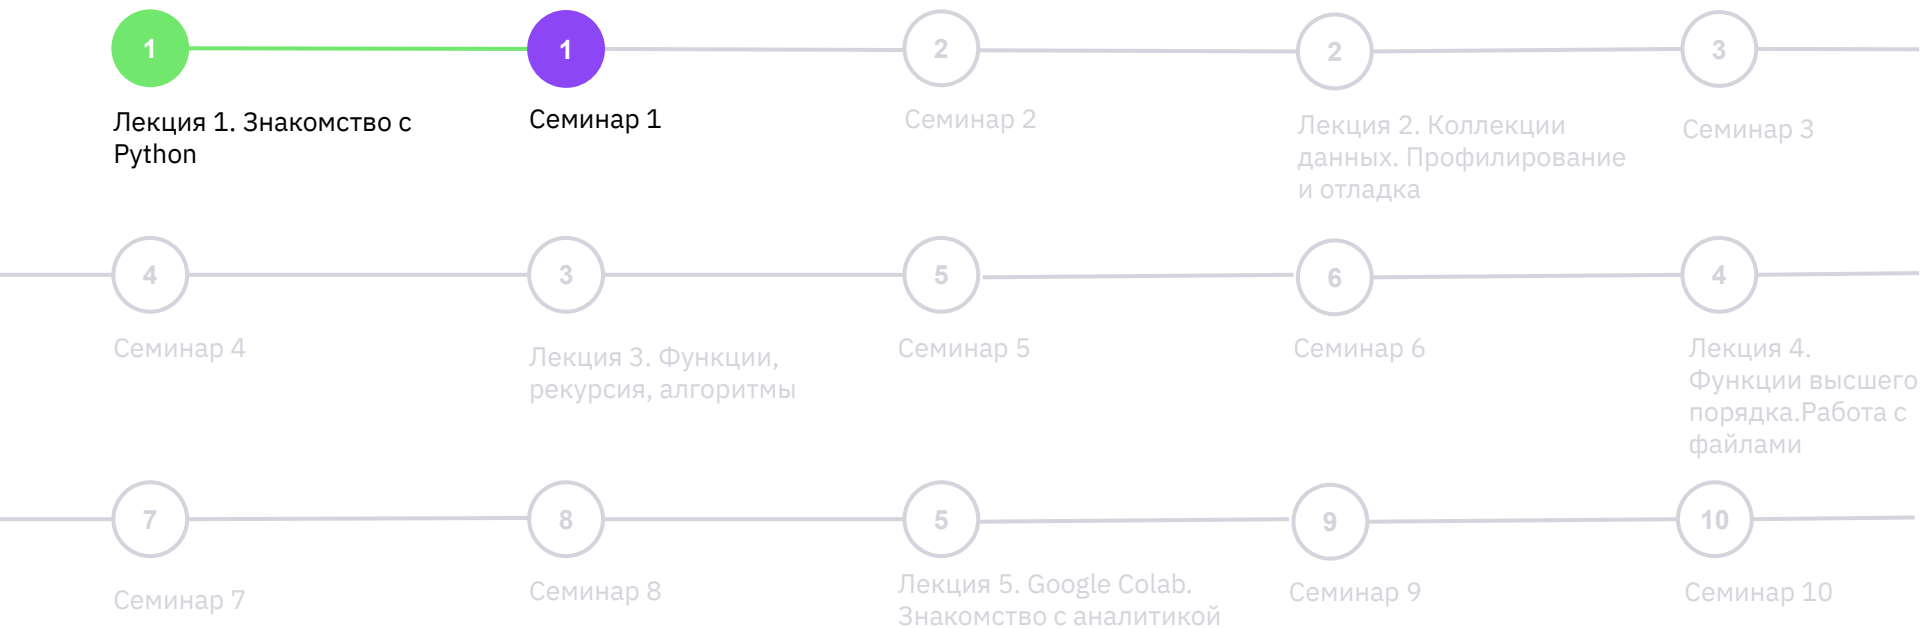 1
1
2
2
3
Лекция 1. Знакомство с
Python
Семинар 1
Семинар 2
Лекция 2. Коллекции
данных. Профилирование
и отладка
Семинар 3
4
3
5
6
4
Семинар 4
Лекция 3. Функции,
рекурсия, алгоритмы
Семинар 5
Семинар 6
Лекция 4.
Функции высшего
порядка.Работа с
файлами
7
8
5
9
10
Семинар 7
Семинар 8
Лекция 5. Google Colab.
Знакомство с аналитикой
Семинар 9
Семинар 10